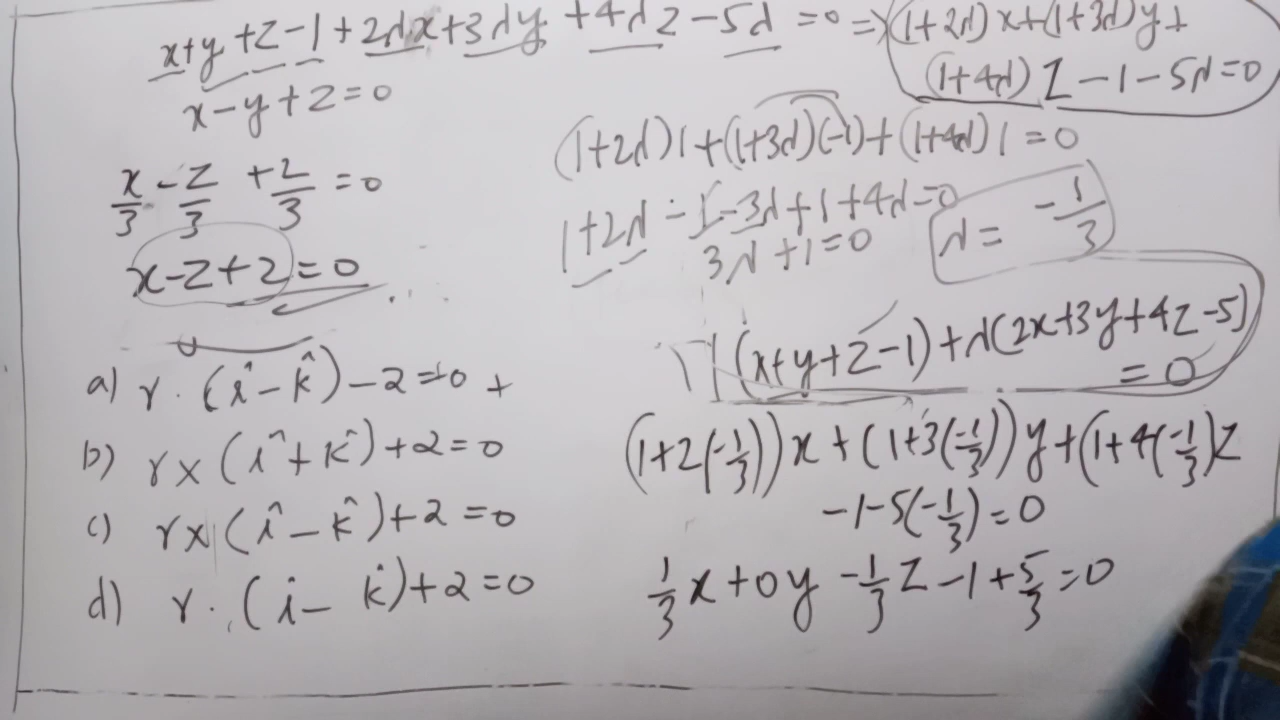 x+y+z-1+2λx+3λy+4λz-5λ=0 ⇒ (1+2λ)x+(1+3λ)y+
(1+4λ)z-1-5λ=0
x-y+z=0
(1+2λ)1+(1+3λ)(-1)+(1+4λ)1=0
x/3-z/3+2/3=0
1+2λ-1-3λ+1+4λ=0
3λ+1=0
λ=-1/3
x-z+2=0
(x+y+z-1)+λ(2x+3y+4z-5)
=0
a) r.(î-k̂)-2=0
b) r×(î+k̂)+2=0
c) r×(î-k̂)+2=0
d) r.(i-k̂)+2=0
(1+2(-1/3))x+(1+3(-1/3))y+(1+4(-1/3)z
-1-5(-1/3)=0
1/3x+0y-1/3z-1+5/3=0